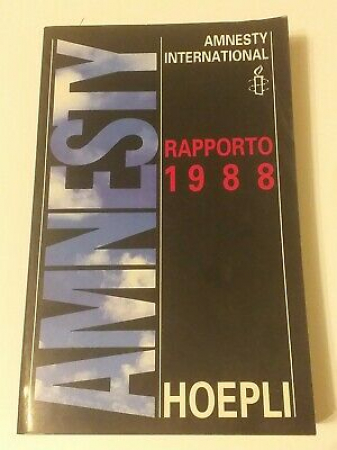 AMNESTY
INTERNATIONAL
RAPPORTO
1988
AMNESTY
HOEPLI